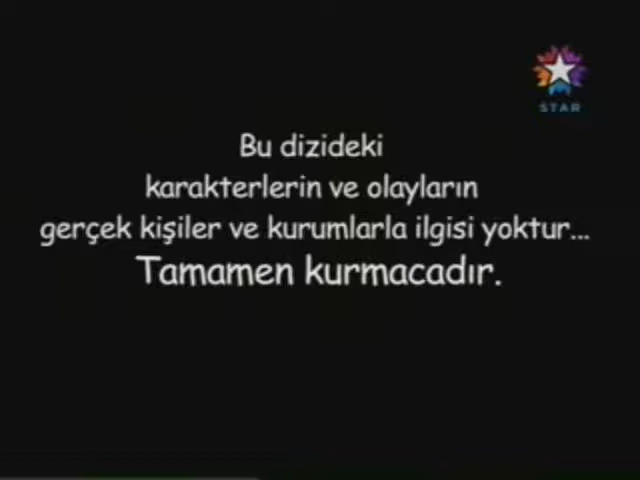 STAR
Bu dizideki
karakterlerin ve olayların
gerçek kişiler ve kurumlarla ilgisi yoktur...
Tamamen kurmacadır.